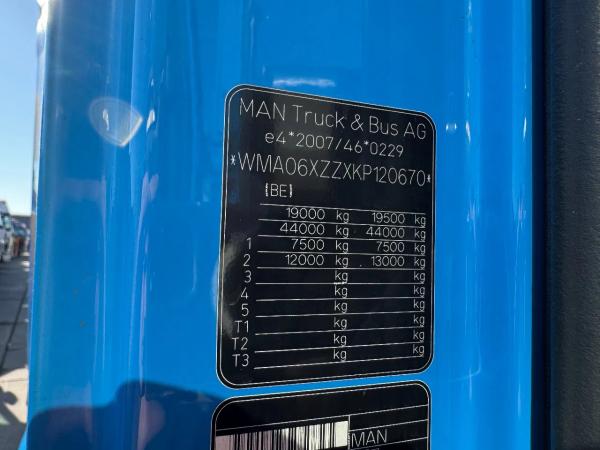 MAN Truck & Bus AG
e4*2007/46*0229
*WMA06XZZXKP120670*
{BE}
19000 kg 19500 kg
44000 kg 44000 kg
1 7500 kg 7500 kg
2 12000 kg 13000 kg
3 kg kg
4 kg kg
5 kg kg
T1 kg kg
T2 kg kg
T3 kg kg
MAN